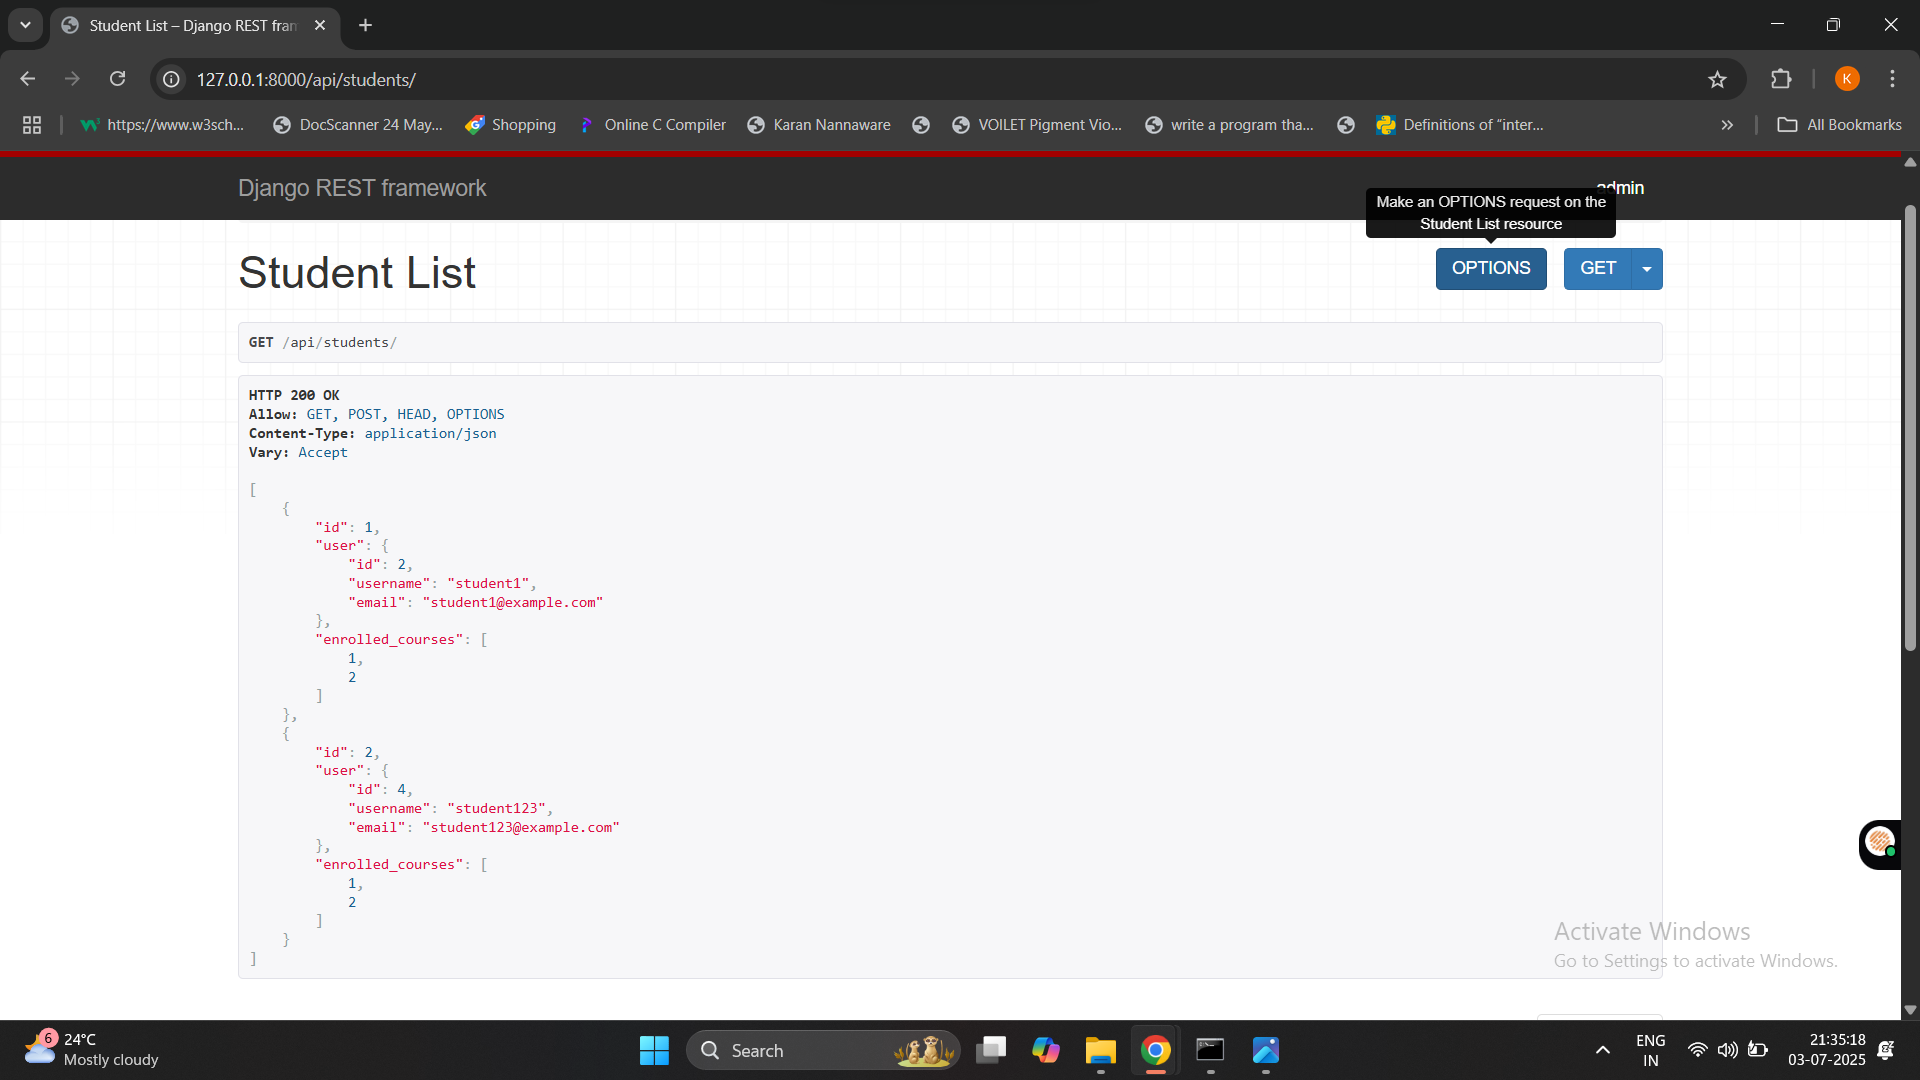 Student List – Django REST fram
127.0.0.1:8000/api/students/
https://www.w3sch...
DocScanner 24 May...
Shopping
Online C Compiler
Karan Nannaware
VOILET Pigment Vio...
write a program tha...
Definitions of "inter...
All Bookmarks
K
Django REST framework
admin
Make an OPTIONS request on the
Student List resource
Student List
OPTIONS
GET
GET /api/students/
HTTP 200 OK
Allow: GET, POST, HEAD, OPTIONS
Content-Type: application/json
Vary: Accept
[
{
"id": 1,
"user": {
"id": 2,
"username": "student1",
"email": "student1@example.com"
},
"enrolled_courses": [
1,
2
]
},
{
"id": 2,
"user": {
"id": 4,
"username": "student123",
"email": "student123@example.com"
},
"enrolled_courses": [
1,
2
]
}
]
Activate Windows
Go to Settings to activate Windows.
6
24°C
Mostly cloudy
Search
ENG
IN
21:35:18
03-07-2025